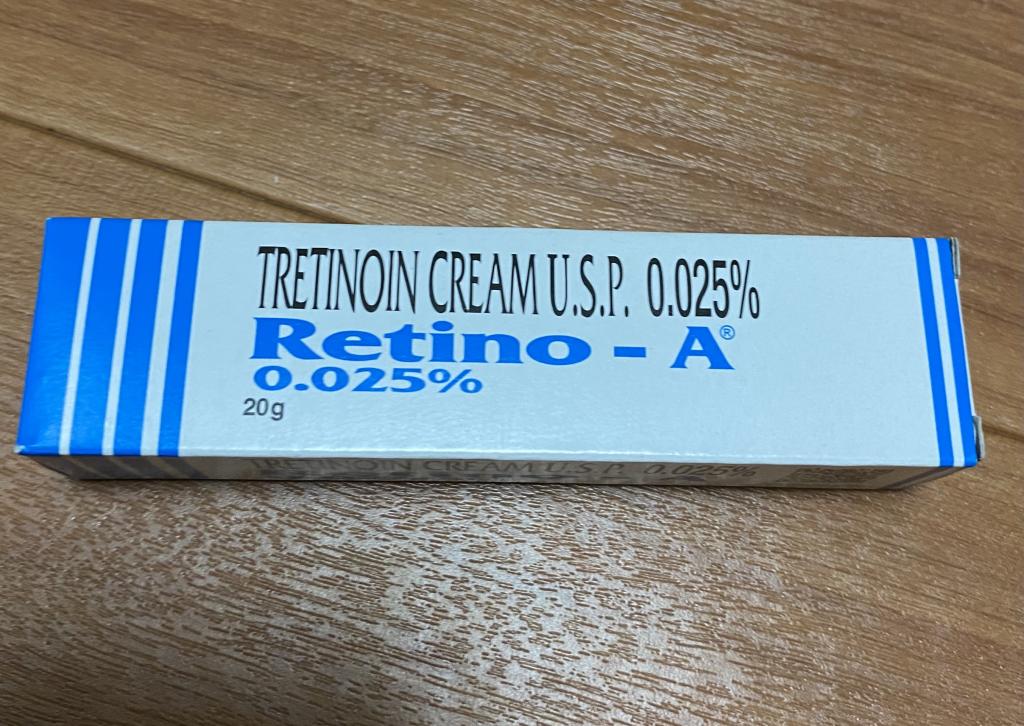 TRETINOIN CREAM U.S.P. 0.025%
Retino - A®
0.025%
20g
TRETINOIN CREAM U.S.P. 0.025%